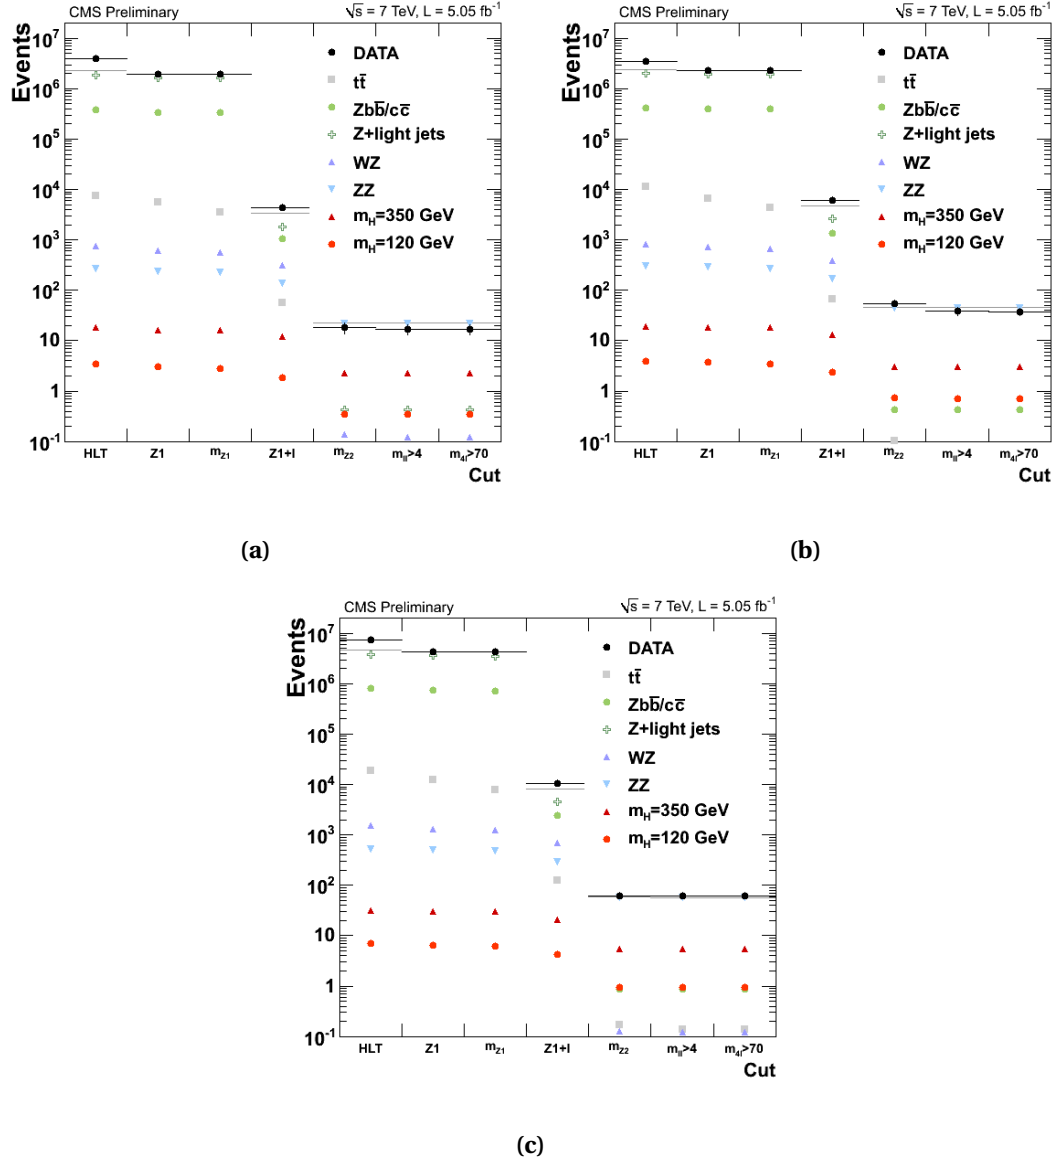 CMS Preliminary √s = 7 TeV, L = 5.05 fb⁻¹
Events
10⁷
10⁶
10⁵
10⁴
10³
10²
10
1
10⁻¹
DATA
tt̅
Zbb̅/cc̅
Z+light jets
WZ
ZZ
m_H=350 GeV
m_H=120 GeV
HLT Z1 m_Z1 Z1+l m_Z2 m_ll>4 m_4l>70
Cut
(a)
CMS Preliminary √s = 7 TeV, L = 5.05 fb⁻¹
Events
10⁷
10⁶
10⁵
10⁴
10³
10²
10
1
10⁻¹
DATA
tt̅
Zbb̅/cc̅
Z+light jets
WZ
ZZ
m_H=350 GeV
m_H=120 GeV
HLT Z1 m_Z1 Z1+l m_Z2 m_ll>4 m_4l>70
Cut
(b)
CMS Preliminary √s = 7 TeV, L = 5.05 fb⁻¹
Events
10⁷
10⁶
10⁵
10⁴
10³
10²
10
1
10⁻¹
DATA
tt̅
Zbb̅/cc̅
Z+light jets
WZ
ZZ
m_H=350 GeV
m_H=120 GeV
HLT Z1 m_Z1 Z1+l m_Z2 m_ll>4 m_4l>70
Cut
(c)